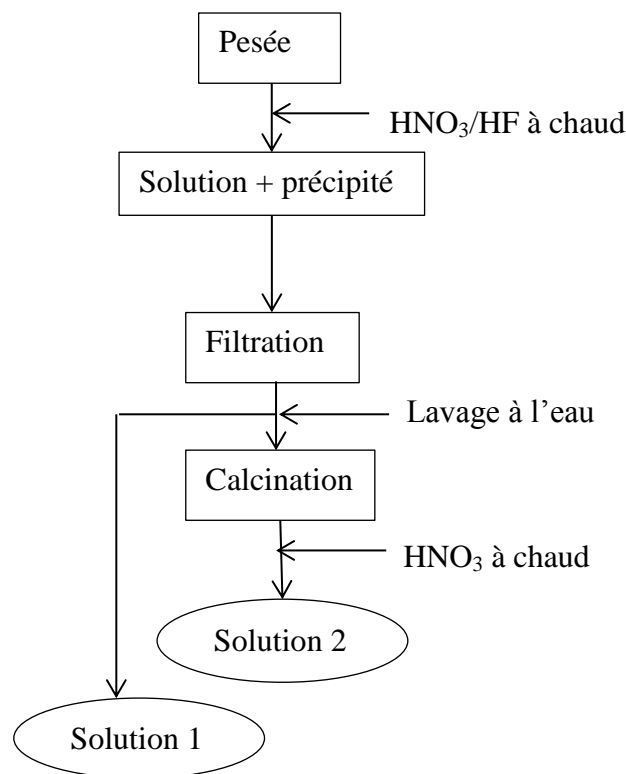 Pesée
HNO₃/HF à chaud
Solution + précipité
Filtration
Lavage à l’eau
Calcination
HNO₃ à chaud
Solution 2
Solution 1